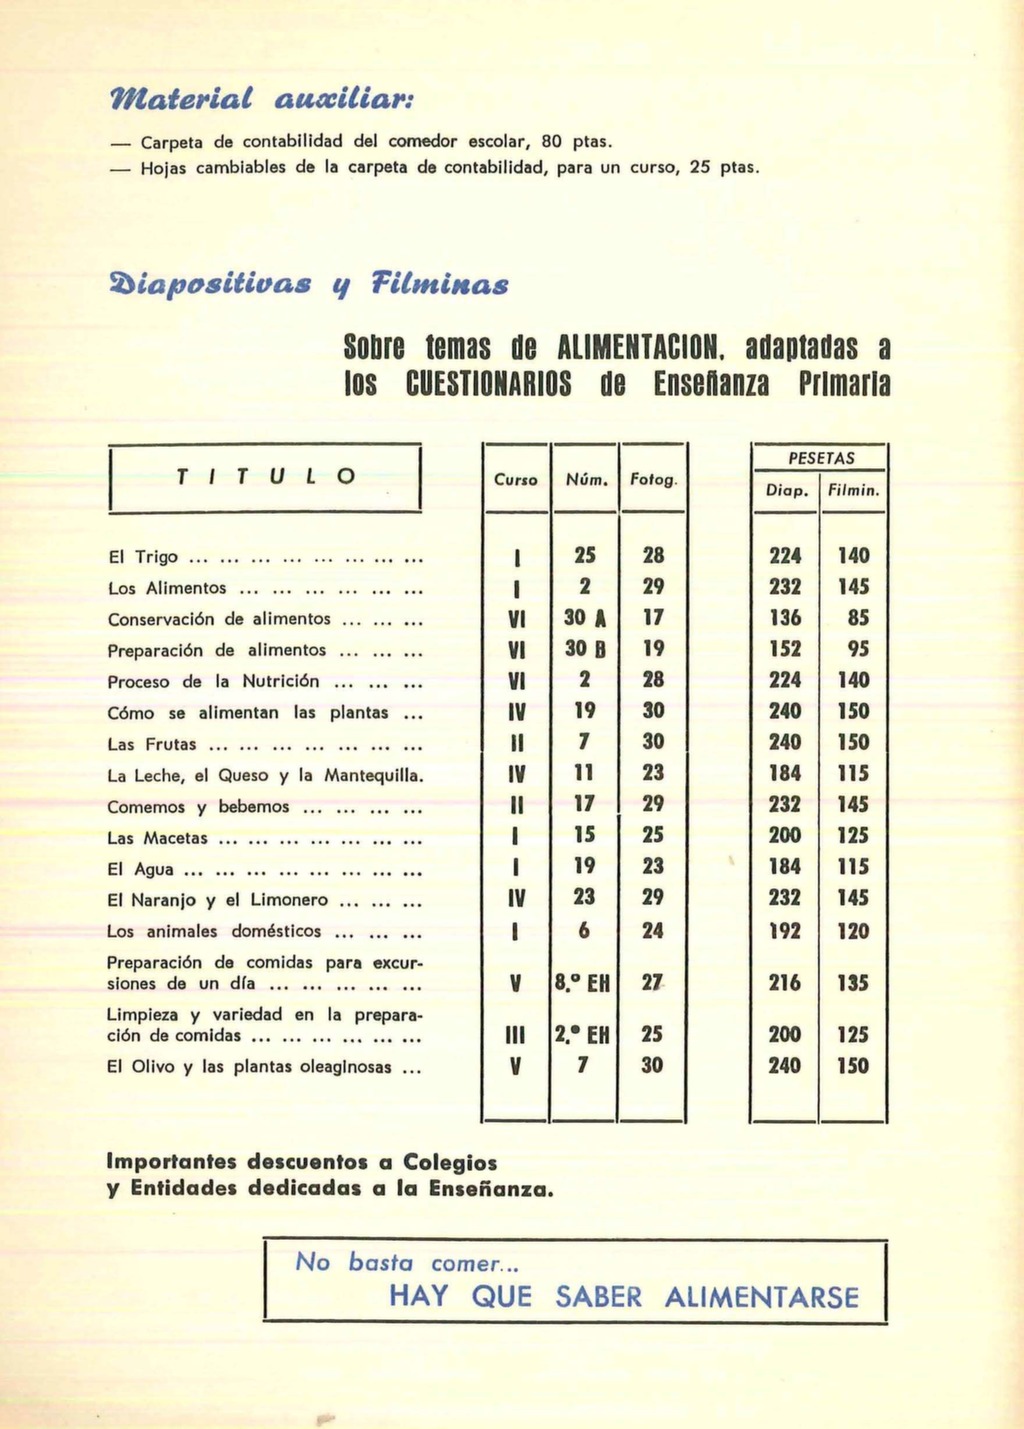 Material auxiliar:
— Carpeta de contabilidad del comedor escolar, 80 ptas.
— Hojas cambiables de la carpeta de contabilidad, para un curso, 25 ptas.
Diapositivas y Filminas
Sobre temas de ALIMENTACION, adaptadas a
los CUESTIONARIOS de Enseñanza Primaria
TITULO Curso Núm. Fotog. PESETAS
Diap. Filmin.
El Trigo ... ... ... ... ... ... ... ... I 25 28 224 140
Los Alimentos ... ... ... ... ... ... I 2 29 232 145
Conservación de alimentos ... ... ... VI 30 A 17 136 85
Preparación de alimentos ... ... ... VI 30 B 19 152 95
Proceso de la Nutrición ... ... ... VI 2 28 224 140
Cómo se alimentan las plantas ... IV 19 30 240 150
Las Frutas ... ... ... ... ... ... ... II 7 30 240 150
La Leche, el Queso y la Mantequilla. IV 11 23 184 115
Comemos y bebemos ... ... ... ... II 17 29 232 145
Las Macetas ... ... ... ... ... ... ... I 15 25 200 125
El Agua ... ... ... ... ... ... ... ... I 19 23 184 115
El Naranjo y el Limonero ... ... ... IV 23 29 232 145
Los animales domésticos ... ... ... I 6 24 192 120
Preparación de comidas para excur-
siones de un día ... ... ... ... ... V 8.º EH 27 216 135
Limpieza y variedad en la prepara-
ción de comidas ... ... ... ... ... ... III 2.º EH 25 200 125
El Olivo y las plantas oleaginosas ... V 7 30 240 150
Importantes descuentos a Colegios
y Entidades dedicadas a la Enseñanza.
No basta comer...
HAY QUE SABER ALIMENTARSE